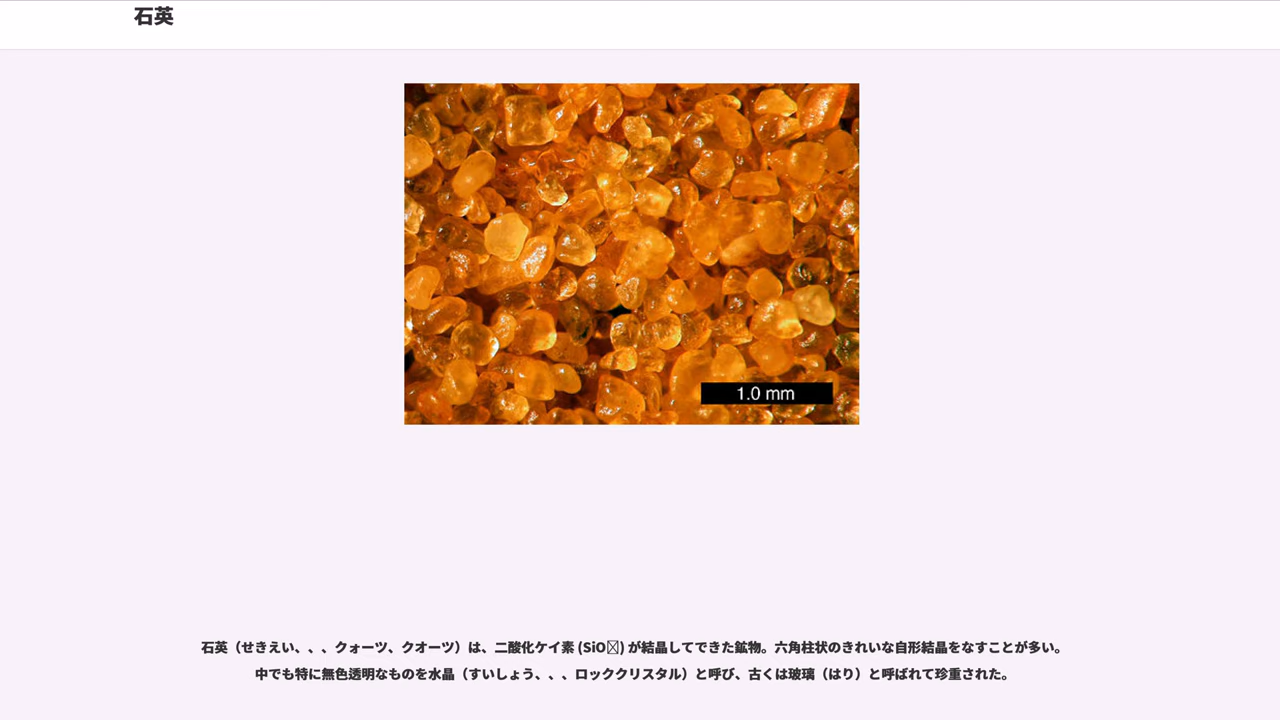 石英
1.0 mm
石英（せきえい、、、クォーツ、クオーツ）は、二酸化ケイ素 (SiO) が結晶してできた鉱物。六角柱状のきれいな自形結晶をなすことが多い。
中でも特に無色透明なものを水晶（すいしょう、、、ロッククリスタル）と呼び、古くは玻璃（はり）と呼ばれて珍重された。